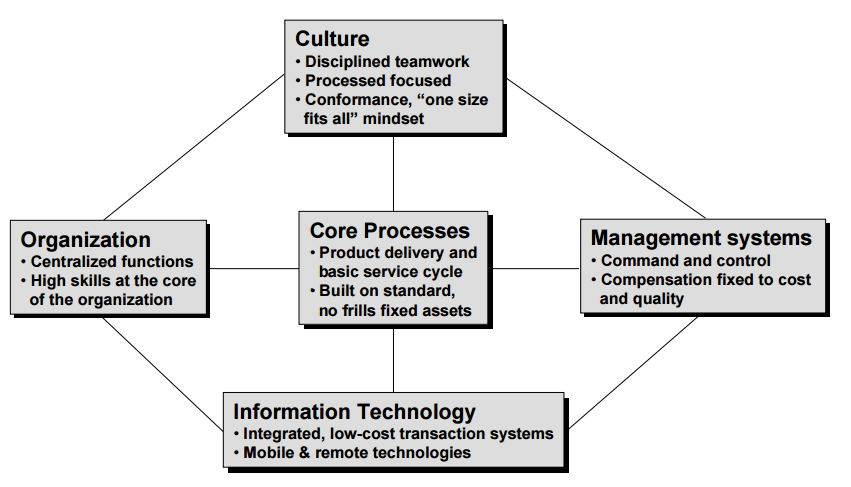 Culture
• Disciplined teamwork
• Processed focused
• Conformance, “one size
fits all” mindset
Organization
• Centralized functions
• High skills at the core
of the organization
Core Processes
• Product delivery and
basic service cycle
• Built on standard,
no frills fixed assets
Management systems
• Command and control
• Compensation fixed to cost
and quality
Information Technology
• Integrated, low-cost transaction systems
• Mobile & remote technologies